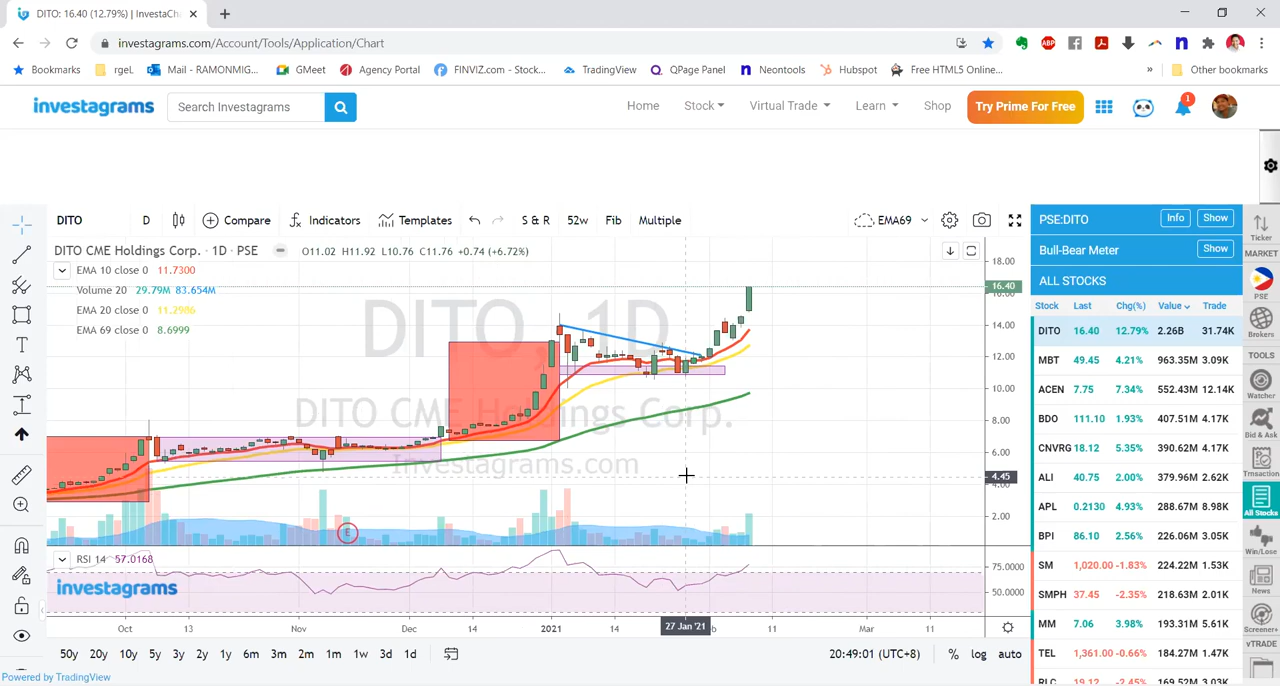 DITO: 16.40 (12.79%) | InvestaCh
investagrams.com/Account/Tools/Application/Chart
Bookmarks rgeL Mail - RAMONMIG... GMeet Agency Portal FINVIZ.com - Stock... TradingView QPage Panel Neontools Hubspot Free HTML5 Online... » Other bookmarks
investagrams Search Investagrams Home Stock Virtual Trade Learn Shop Try Prime For Free 1
DITO D Compare Indicators Templates S & R 52w Fib Multiple EMA69
DITO CME Holdings Corp. · 1D · PSE O11.02 H11.92 L10.76 C11.76 +0.74 (+6.72%)
EMA 10 close 0 11.7300
Volume 20 29.79M 83.654M
EMA 20 close 0 11.2986
EMA 69 close 0 8.6999
DITO, 1D
DITO CME Holdings Corp.
Investagrams.com
18.00
16.40
16.00
14.00
12.00
10.00
8.00
6.00
4.45
4.00
2.00
E
RSI 14 57.0168
investagrams
75.0000
50.0000
Oct 13 Nov Dec 14 2021 14 27 Jan '21 b 11 Mar 11
50y 20y 10y 5y 3y 2y 1y 6m 3m 2m 1m 1w 3d 1d 20:49:01 (UTC+8) % log auto
Powered by TradingView
PSE:DITO Info Show
Bull-Bear Meter Show
ALL STOCKS
Stock Last Chg(%) Value Trade
DITO 16.40 12.79% 2.26B 31.74K
MBT 49.45 4.21% 963.35M 3.09K
ACEN 7.75 7.34% 552.43M 12.14K
BDO 111.10 1.93% 407.51M 4.17K
CNVRG 18.12 5.35% 390.62M 4.17K
ALI 40.75 2.00% 379.96M 2.62K
APL 0.2130 4.93% 288.67M 8.98K
BPI 86.10 2.56% 226.06M 3.05K
SM 1,020.00 -1.83% 224.22M 1.53K
SMPH 37.45 -2.35% 218.63M 2.01K
MM 7.06 3.98% 193.31M 5.61K
TEL 1,361.00 -0.66% 184.27M 1.47K
RLC 19.12 -2.45% 169.52M 3.03K
Ticker
MARKET
PSE
Brokers
TOOLS
Watcher
Bid & Ask
Trnsaction
All Stocks
Win/Lose
News
Screener+
vTRADE